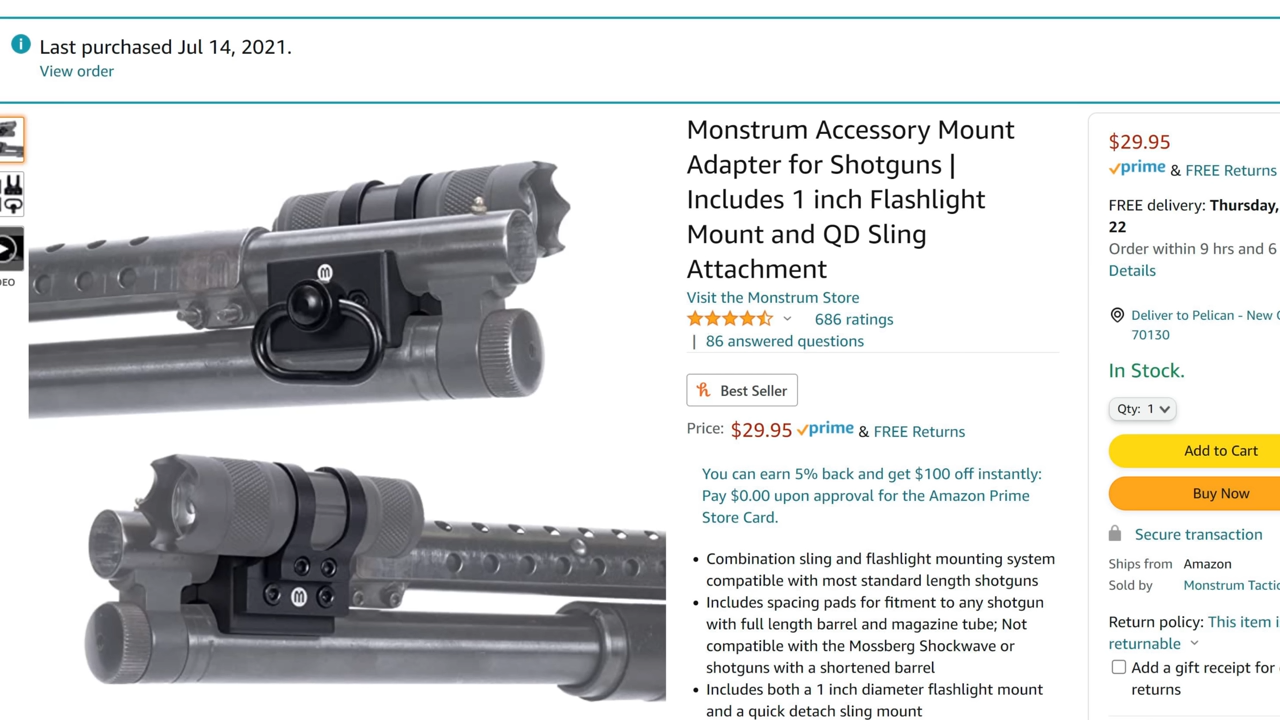 Last purchased Jul 14, 2021.
View order
Monstrum Accessory Mount
Adapter for Shotguns |
Includes 1 inch Flashlight
Mount and QD Sling
Attachment
Visit the Monstrum Store
686 ratings
| 86 answered questions
Best Seller
Price: $29.95 prime & FREE Returns
You can earn 5% back and get $100 off instantly:
Pay $0.00 upon approval for the Amazon Prime
Store Card.
• Combination sling and flashlight mounting system
compatible with most standard length shotguns
• Includes spacing pads for fitment to any shotgun
with full length barrel and magazine tube; Not
compatible with the Mossberg Shockwave or
shotguns with a shortened barrel
• Includes both a 1 inch diameter flashlight mount
and a quick detach sling mount
$29.95
prime & FREE Returns
FREE delivery: Thursday,
22
Order within 9 hrs and 6
Details
Deliver to Pelican - New
70130
In Stock.
Qty: 1
Add to Cart
Buy Now
Secure transaction
Ships from Amazon
Sold by Monstrum Tactic
Return policy: This item i
returnable
Add a gift receipt for
returns
M
M